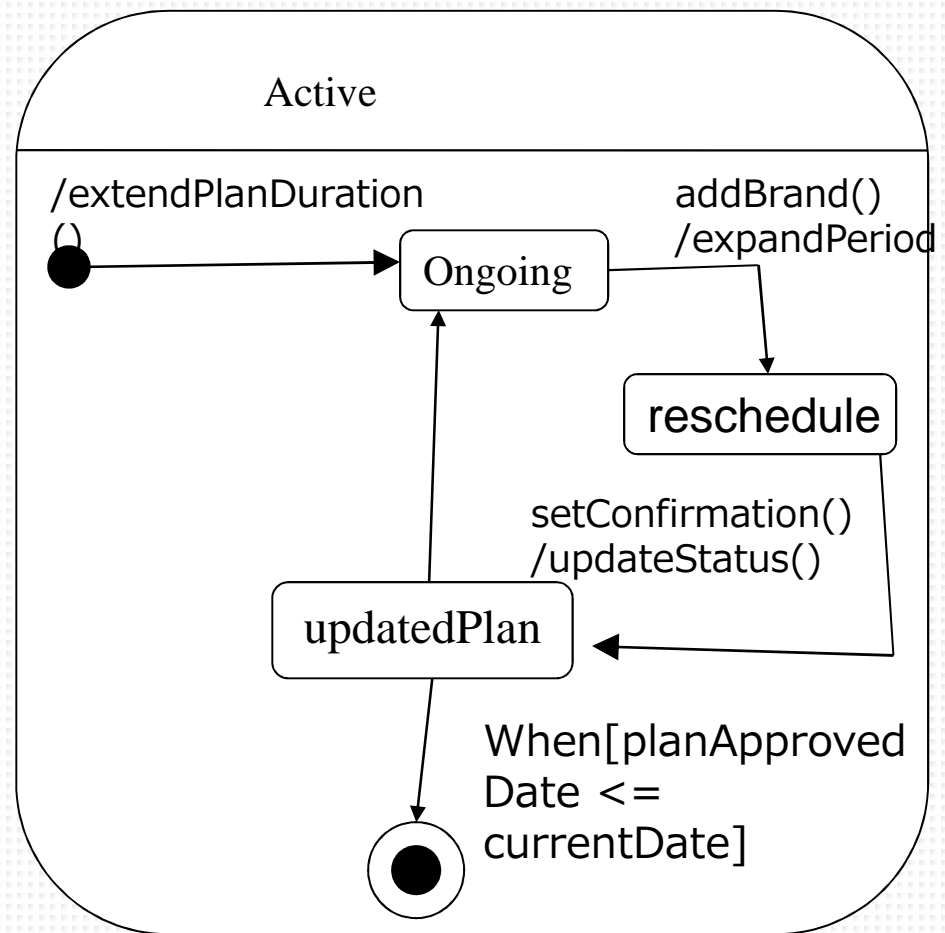 Active
/extendPlanDuration
()
addBrand()
/expandPeriod
Ongoing
reschedule
setConfirmation()
/updateStatus()
updatedPlan
When[planApproved
Date <=
currentDate]